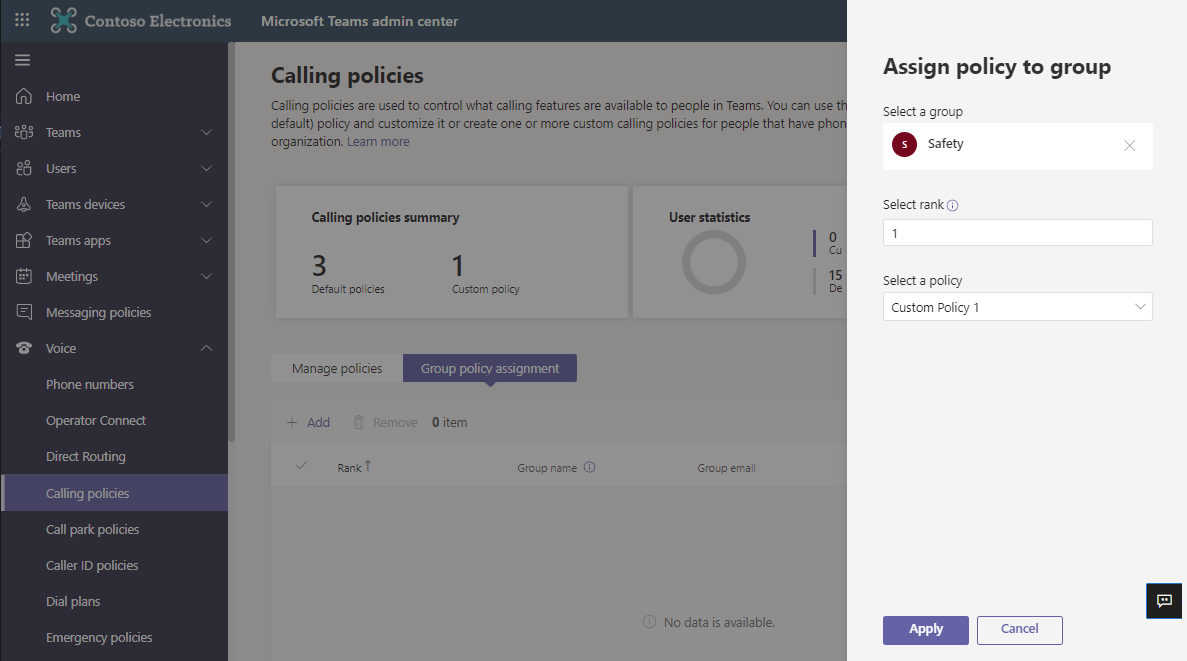 Contoso Electronics
Microsoft Teams admin center
Home
Teams
Users
Teams devices
Teams apps
Meetings
Messaging policies
Voice
Phone numbers
Operator Connect
Direct Routing
Calling policies
Call park policies
Caller ID policies
Dial plans
Emergency policies
Calling policies
Calling policies are used to control what calling features are available to people in Teams. You can use th
default) policy and customize it or create one or more custom calling policies for people that have phon
organization. Learn more
Calling policies summary
3
Default policies
1
Custom policy
User statistics
0
Cu
15
De
Manage policies
Group policy assignment
Add
Remove
0 item
Rank
Group name
Group email
No data is available.
Assign policy to group
Select a group
S
Safety
Select rank
1
Select a policy
Custom Policy 1
Apply
Cancel